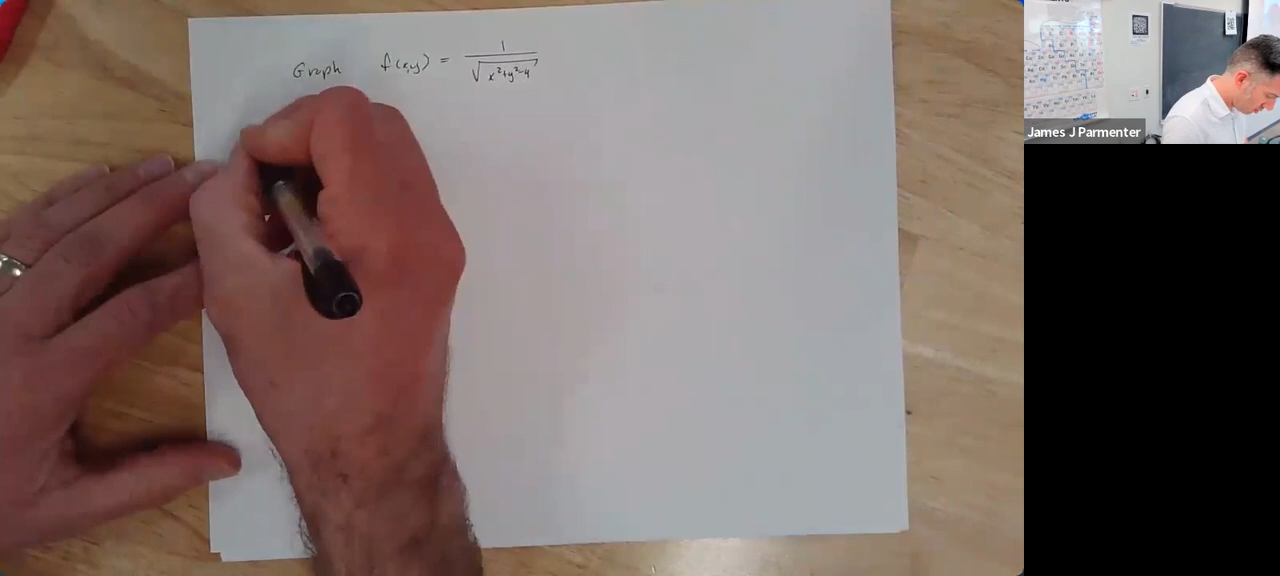 Graph f(x,y) = 1/√(x²+y²-4)
James J Parmenter